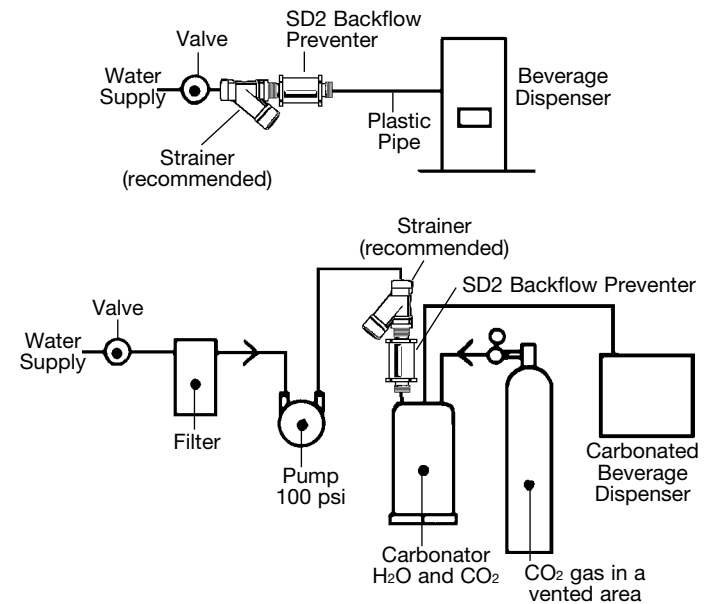 SD2 Backflow
Preventer
Valve
Water
Supply
Beverage
Dispenser
Plastic
Pipe
Strainer
(recommended)
Strainer
(recommended)
SD2 Backflow Preventer
Valve
Water
Supply
Filter
Pump
100 psi
Carbonated
Beverage
Dispenser
Carbonator
H₂O and CO₂
CO₂ gas in a
vented area